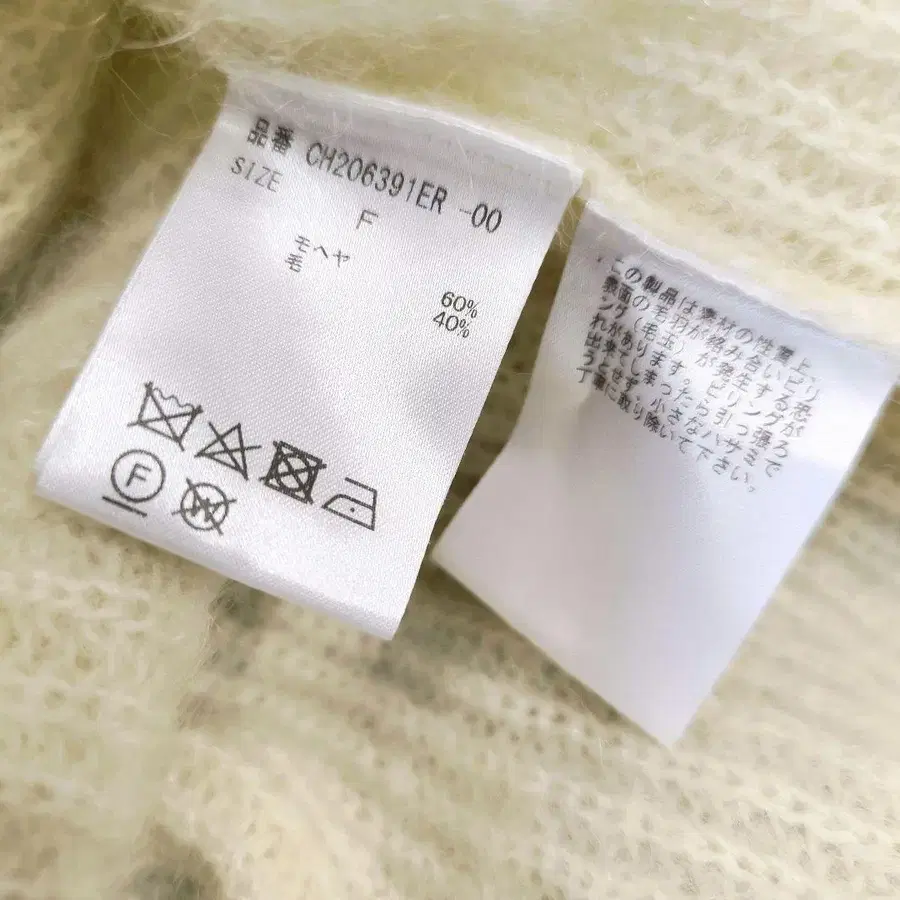 品番 CH206391ER -00
SIZE
F
モヘヤ 60%
毛 40%
F
W
この製品は素材の性質上、
表面の毛羽が絡み合いピリ
ング(毛玉)が発生する恐
れがあります。ピリングが
出来てしまったら引っ張ろ
うとせず、小さなハサミで
丁寧に取り除いて下さい。